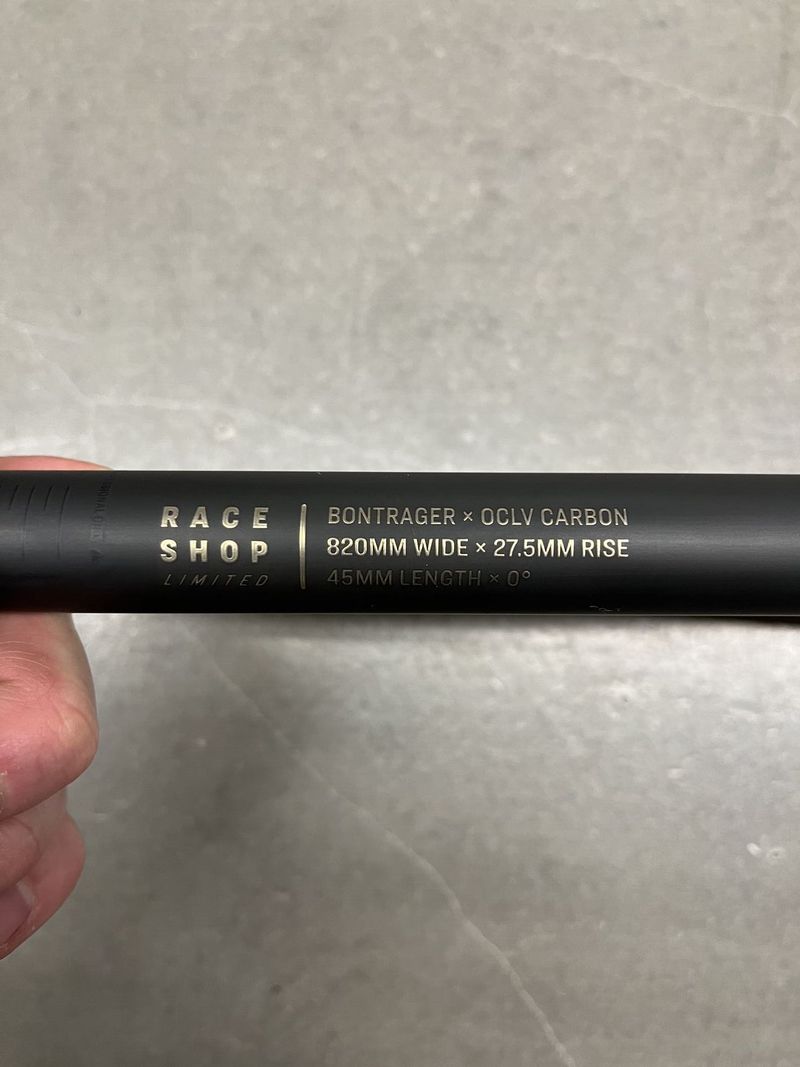 RACE
SHOP
LIMITED
BONTRAGER × OCLV CARBON
820MM WIDE × 27.5MM RISE
45MM LENGTH × 0°